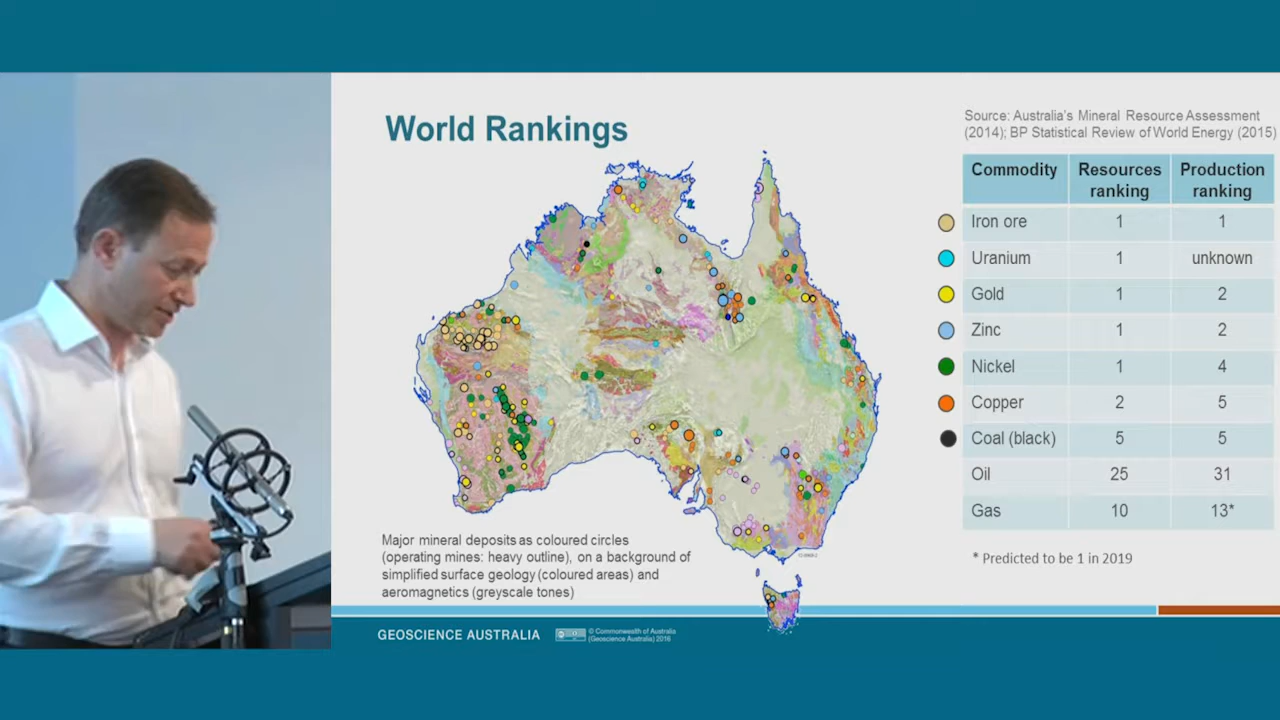 World Rankings
Source: Australia's Mineral Resource Assessment
(2014); BP Statistical Review of World Energy (2015)
Commodity Resources ranking Production ranking
Iron ore 1 1
Uranium 1 unknown
Gold 1 2
Zinc 1 2
Nickel 1 4
Copper 2 5
Coal (black) 5 5
Oil 25 31
Gas 10 13*
* Predicted to be 1 in 2019
Major mineral deposits as coloured circles
(operating mines: heavy outline), on a background of
simplified surface geology (coloured areas) and
aeromagnetics (greyscale tones)
GEOSCIENCE AUSTRALIA
© Commonwealth of Australia
(Geoscience Australia) 2016